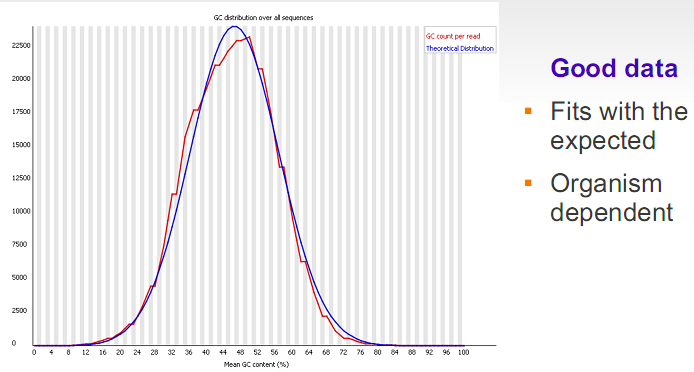 GC distribution over all sequences
GC count per read
Theoretical Distribution
22500
20000
17500
15000
12500
10000
7500
5000
2500
0
0 4 8 12 16 20 24 28 32 36 40 44 48 52 56 60 64 68 72 76 80 84 88 92 96 100
Mean GC content (%)
Good data
Fits with the
expected
Organism
dependent